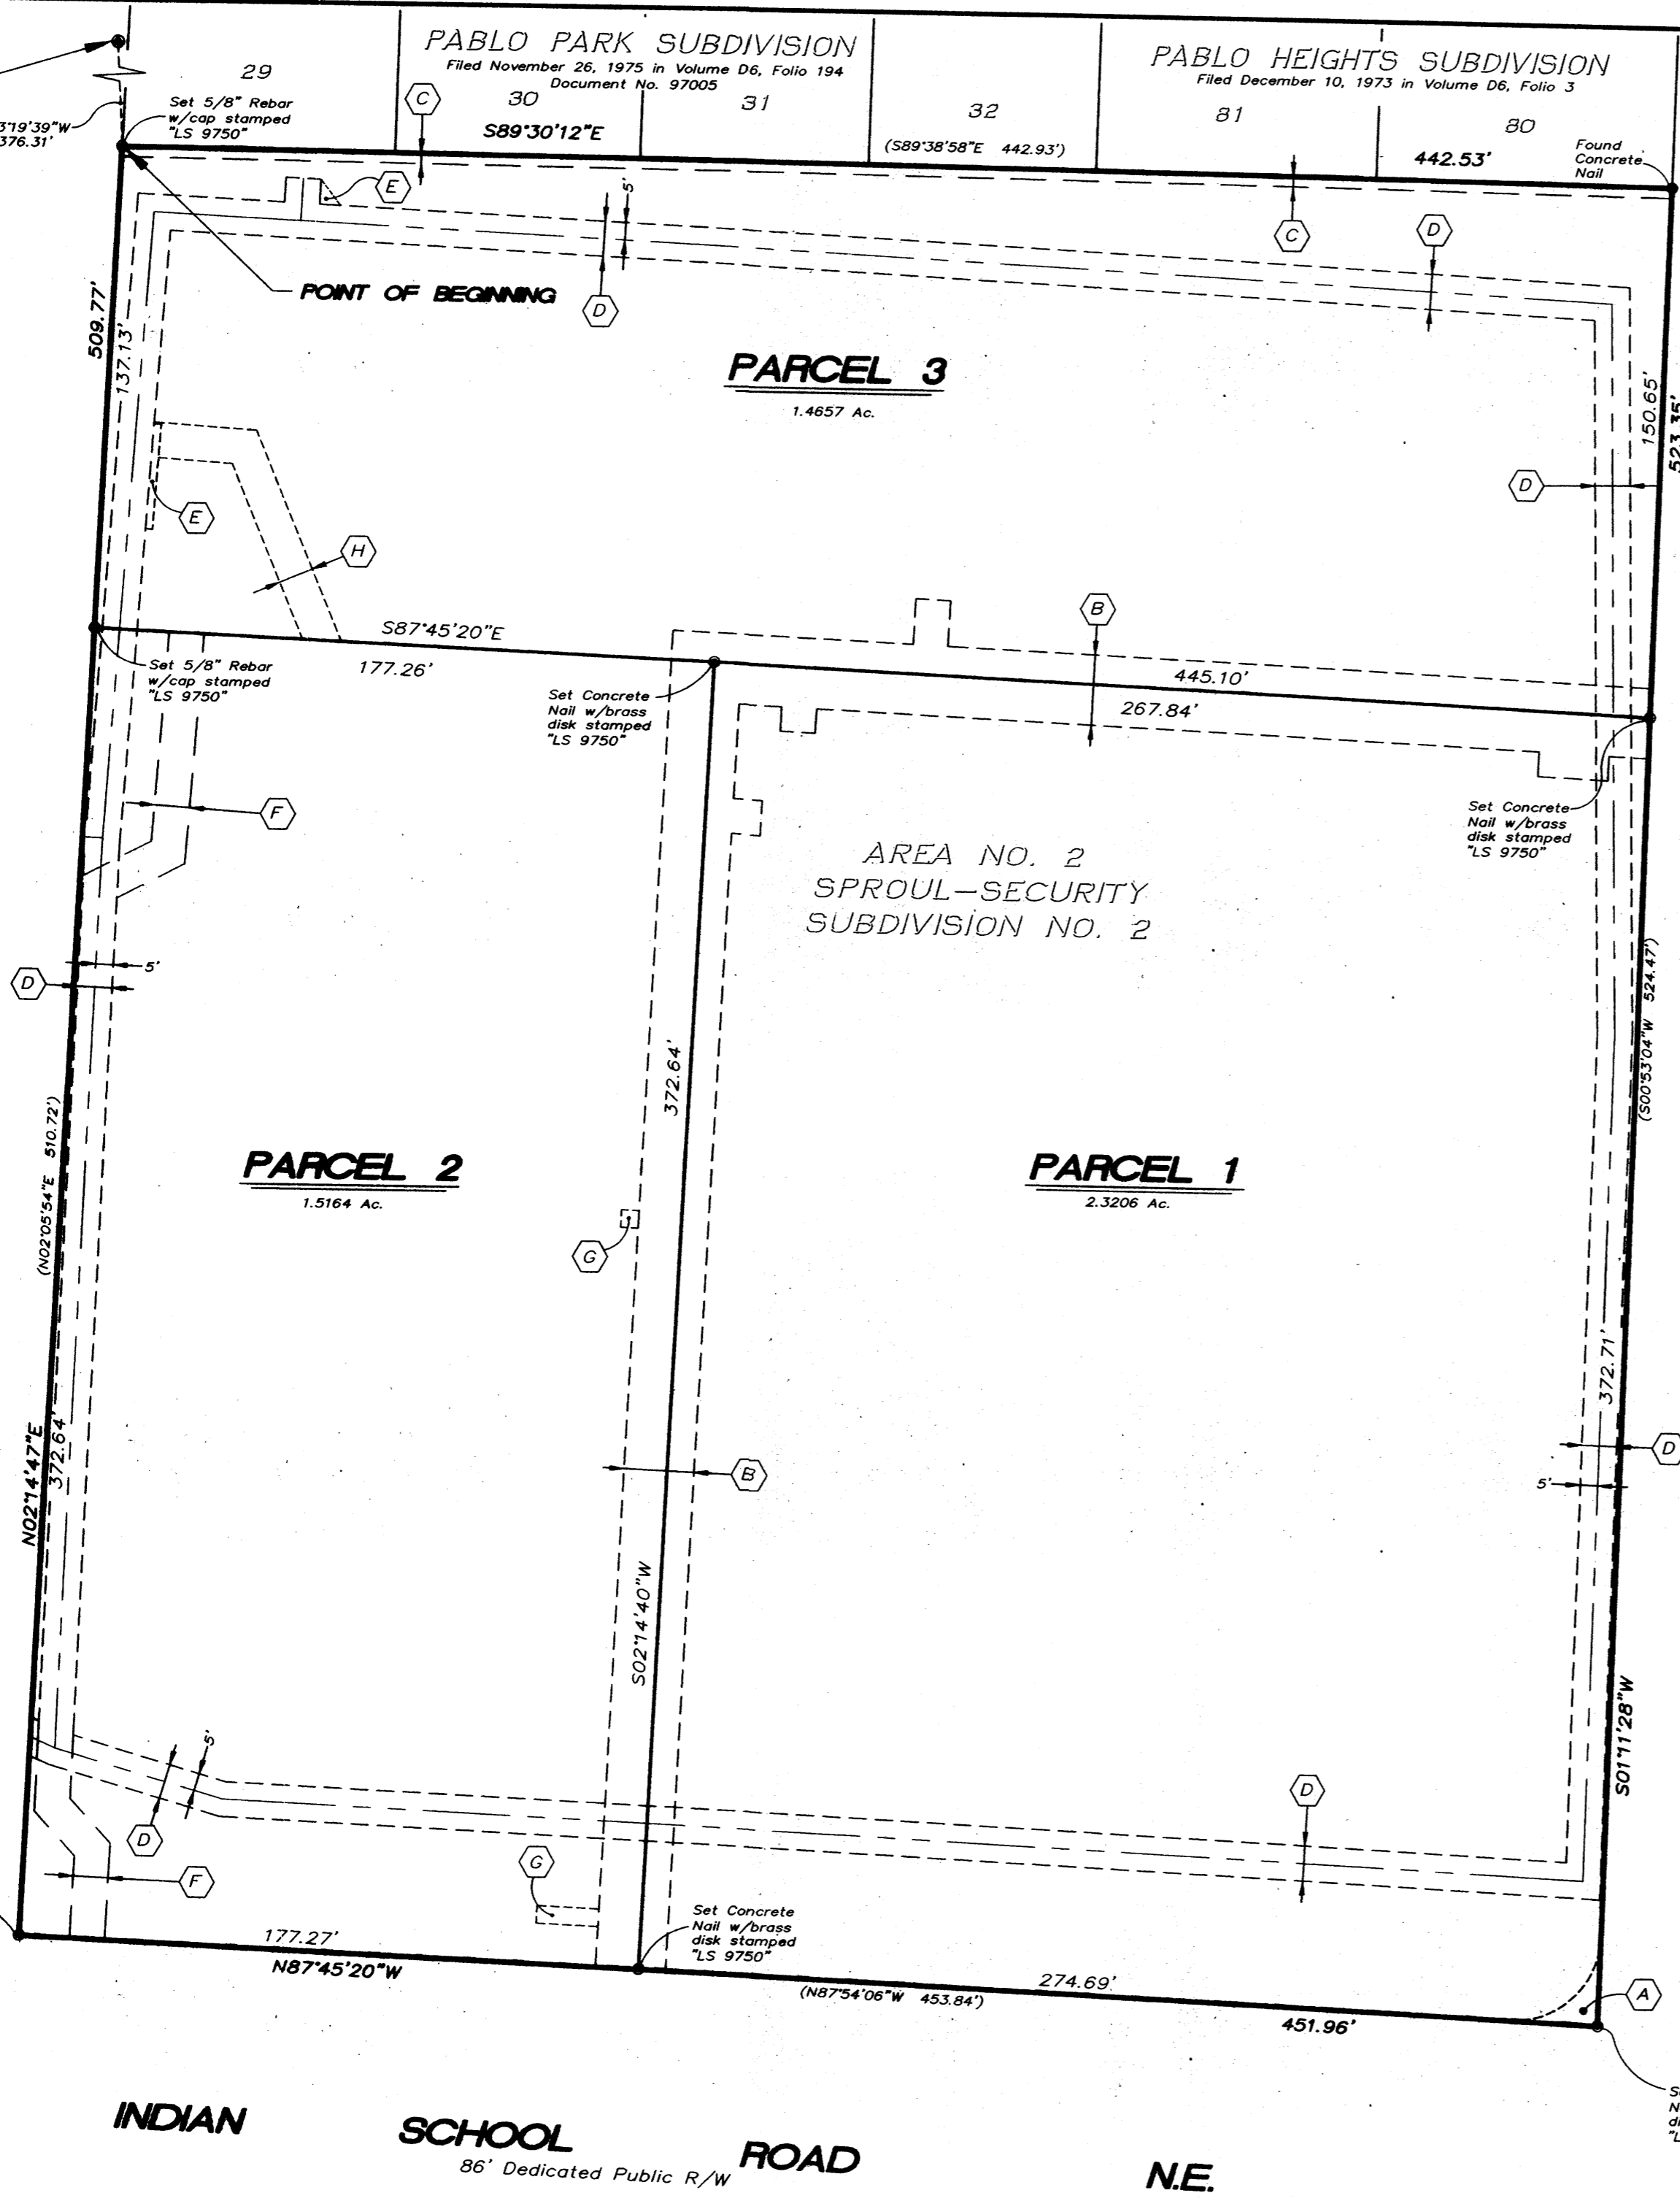 PABLO PARK SUBDIVISION
Filed November 26, 1975 in Volume D6, Folio 194
Document No. 97005
PABLO HEIGHTS SUBDIVISION
Filed December 10, 1973 in Volume D6, Folio 3
29
30
31
32
81
80
3°19'39"W
376.31'
Set 5/8" Rebar
w/cap stamped
"LS 9750"
C
S89°30'12"E
(S89°38'58"E 442.93')
442.53'
Found
Concrete
Nail
E
5'
C
D
D
POINT OF BEGINNING
509.77'
137.13'
PARCEL 3
1.4657 Ac.
150.65'
523.35'
D
E
H
B
S87°45'20"E
177.26'
445.10'
267.84'
Set 5/8" Rebar
w/cap stamped
"LS 9750"
Set Concrete
Nail w/brass
disk stamped
"LS 9750"
Set Concrete
Nail w/brass
disk stamped
"LS 9750"
F
AREA NO. 2
SPROUL-SECURITY
SUBDIVISION NO. 2
D
5'
(S00°53'04"W 524.47')
372.64'
(N02°05'54"E 510.72')
PARCEL 2
1.5164 Ac.
PARCEL 1
2.3206 Ac.
G
372.71'
N02°14'47"E
372.64'
B
D
5'
S02°14'40"W
S01°11'28"W
5'
D
D
F
G
177.27'
N87°45'20"W
Set Concrete
Nail w/brass
disk stamped
"LS 9750"
274.69'
(N87°54'06"W 453.84')
451.96'
A
INDIAN SCHOOL ROAD N.E.
86' Dedicated Public R/W